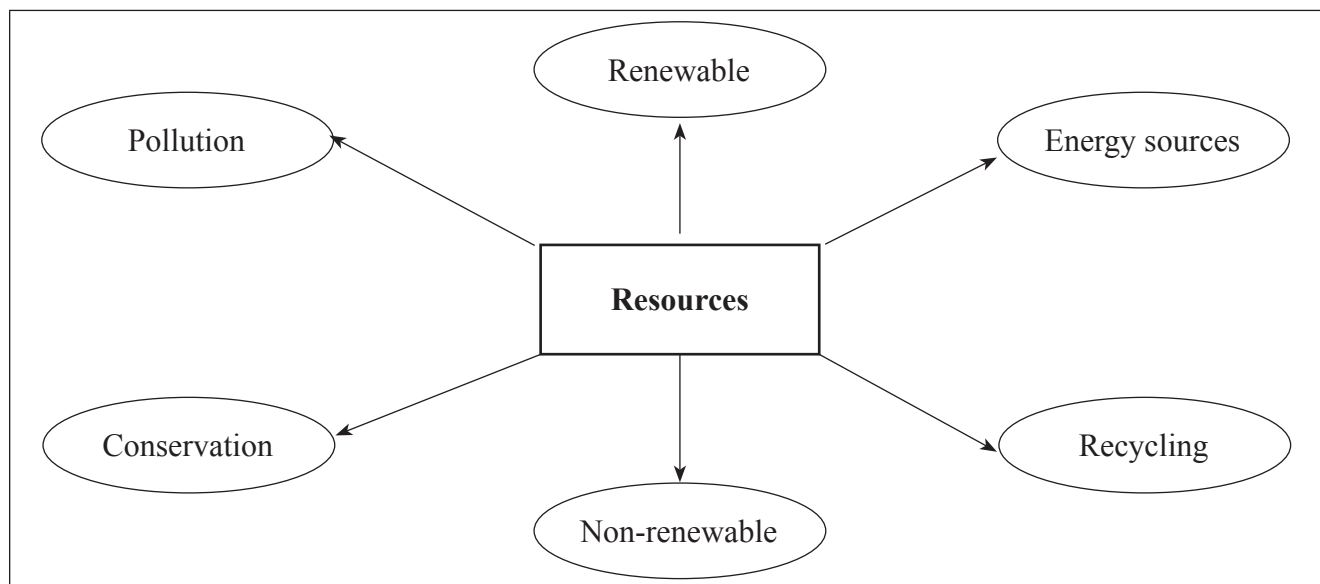 Renewable
Pollution
Energy sources
Resources
Conservation
Recycling
Non-renewable